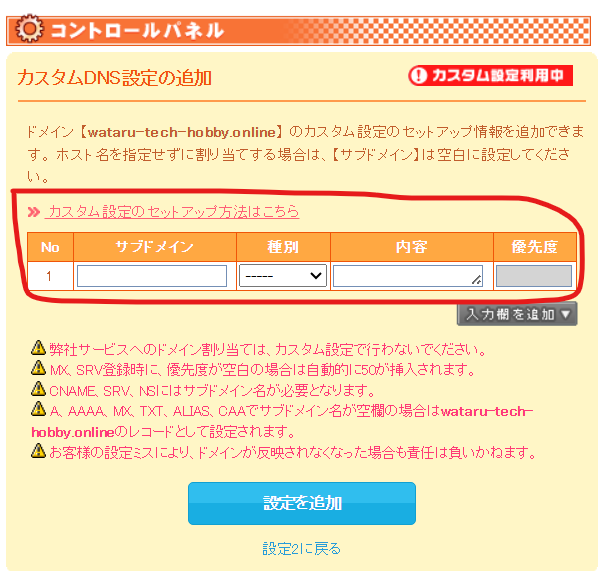 コントロールパネル
カスタムDNS設定の追加
カスタム設定利用中
ドメイン【wataru-tech-hobby.online】のカスタム設定のセットアップ情報を追加できま
す。ホスト名を指定せずに割り当てする場合は、【サブドメイン】は空白に設定してくださ
い。
カスタム設定のセットアップ方法はこちら
No サブドメイン 種別 内容 優先度
1 -----
入力欄を追加▼
弊社サービスへのドメイン割り当ては、カスタム設定で行わないでください。
MX、SRV登録時に、優先度が空白の場合は自動的に50が挿入されます。
CNAME、SRV、NSにはサブドメイン名が必要となります。
A、AAAA、MX、TXT、ALIAS、CAAでサブドメイン名が空欄の場合はwataru-tech-
hobby.onlineのレコードとして設定されます。
お客様の設定ミスにより、ドメインが反映されなくなった場合も責任は負いかねます。
設定を追加
設定2に戻る